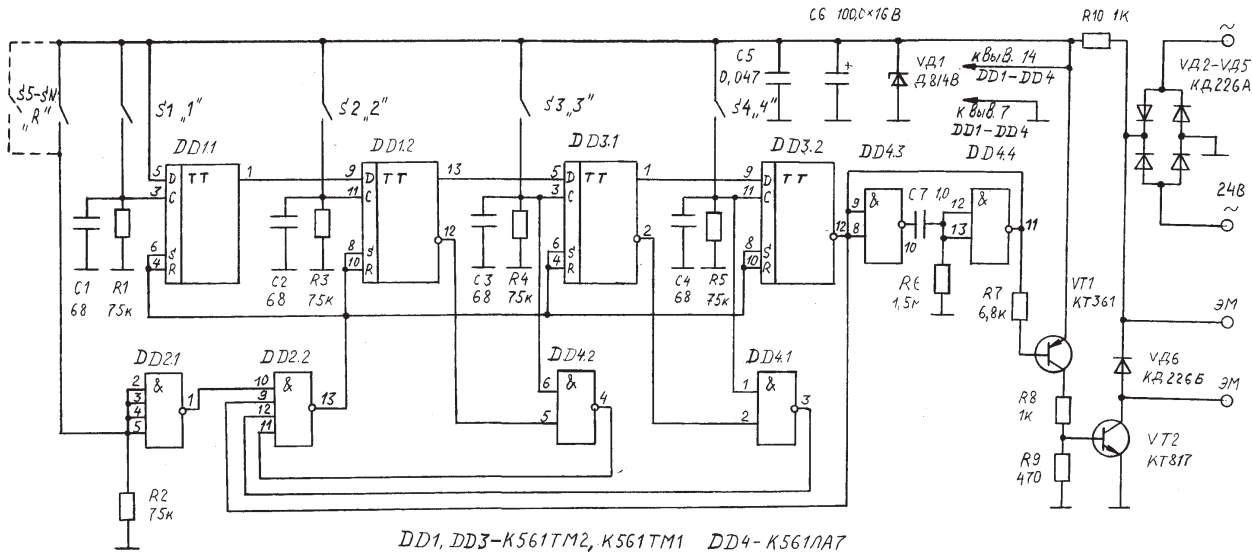 C6 100,0×16В
R10 1К
S5-SN
„R”
S1 „1”
S2 „2”
S3 „3”
S4 „4”
C5
0,047
+
VД1
Д814В
к выв. 14
DD1-DD4
к выв. 7
DD1-DD4
VД2-VД5
КД226А
~
24В
~
DD1.1
DD1.2
DD3.1
DD3.2
DD4.3
DD4.4
5 D TT 1
3 C
6 S
4 R
9 D TT 13
11 C
12
8 S
10 R
5 D TT 1
3 C
2
6 S
4 R
9 D TT
11 C
12
8 S
10 R
9 & 
8 10
C7 1,0
12 &
13 11
C1
68
R1
75к
C2
68
R3
75к
C3
68
R4
75к
C4
68
R5
75к
R6
1,5м
R7
6,8к
VT1
КТ361
ЭМ
VД6
КД226Б
ЭМ
DD2.1
DD2.2
DD4.2
DD4.1
2 &
3 1
4
5
10 &
9
12 13
11
6 &
5 4
1 &
2 3
R8
1К
R9
470
VT2
КТ817
R2
75к
DD1, DD3-К561ТМ2, К561ТМ1 DD4-К561ЛА7